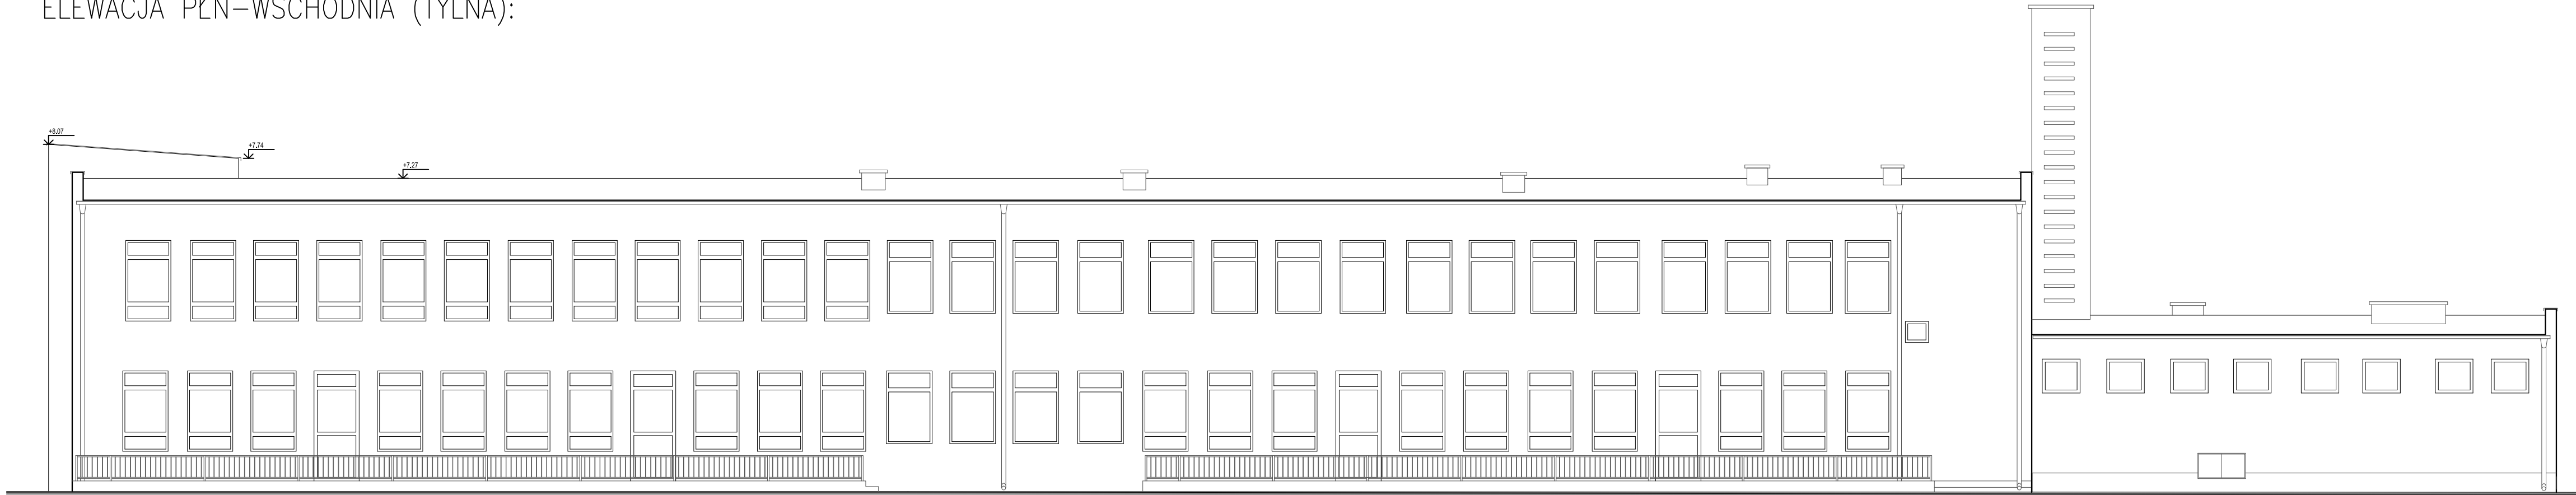 ELEWACJA PŁN-WSCHODNIA (TYLNA):
+8,07
+7,74
+7,27